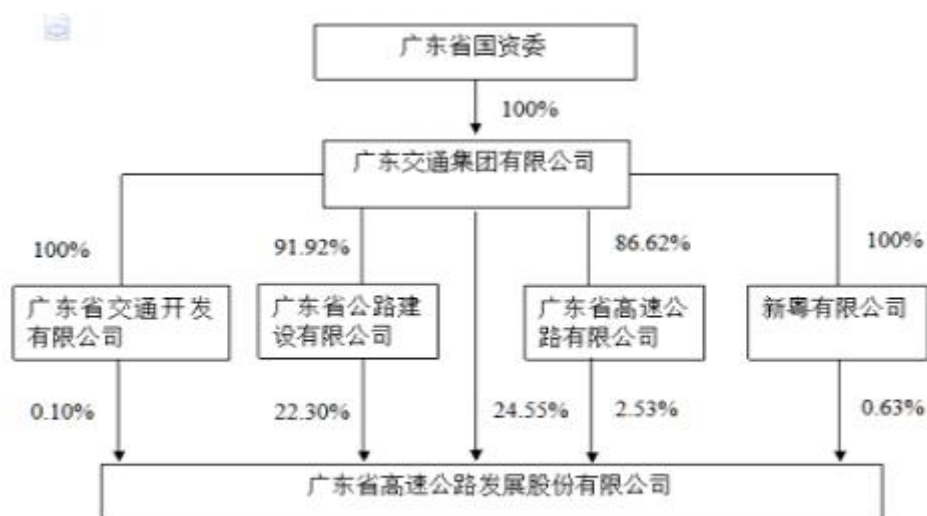 广东省国资委
100%
广东交通集团有限公司
100%
91.92%
86.62%
100%
广东省交通开发
有限公司
广东省公路建
设有限公司
广东省高速公
路有限公司
新粤有限公司
0.10%
22.30%
24.55%
2.53%
0.63%
广东省高速公路发展股份有限公司